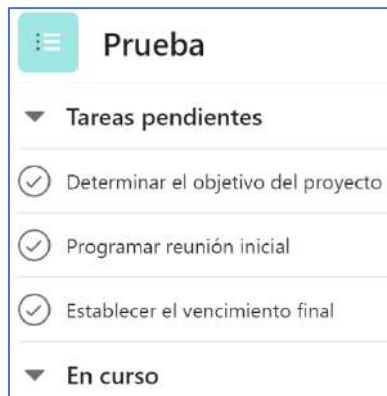 Prueba
Tareas pendientes
Determinar el objetivo del proyecto
Programar reunión inicial
Establecer el vencimiento final
En curso